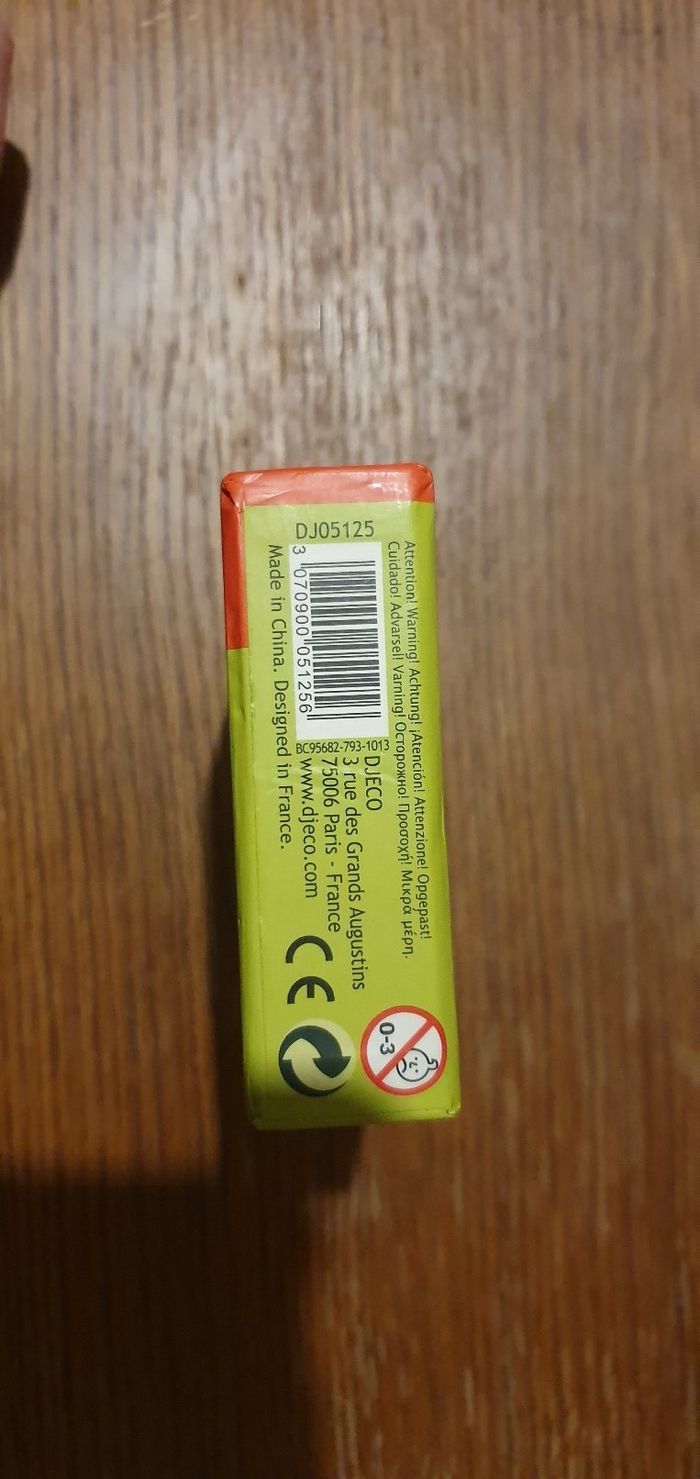 DJ05125
Attention! Warning! Achtung! ¡Atención! Attenzione! Opgepast!
Cuidado! Advarsel! Varning! Осторожно! Προσοχή! Μικρά μέρη.
3 070900 051256
BC95682-793-1013
Made in China. Designed in France.
DJECO
3 rue des Grands Augustins
75006 Paris - France
www.djeco.com
CE
0-3